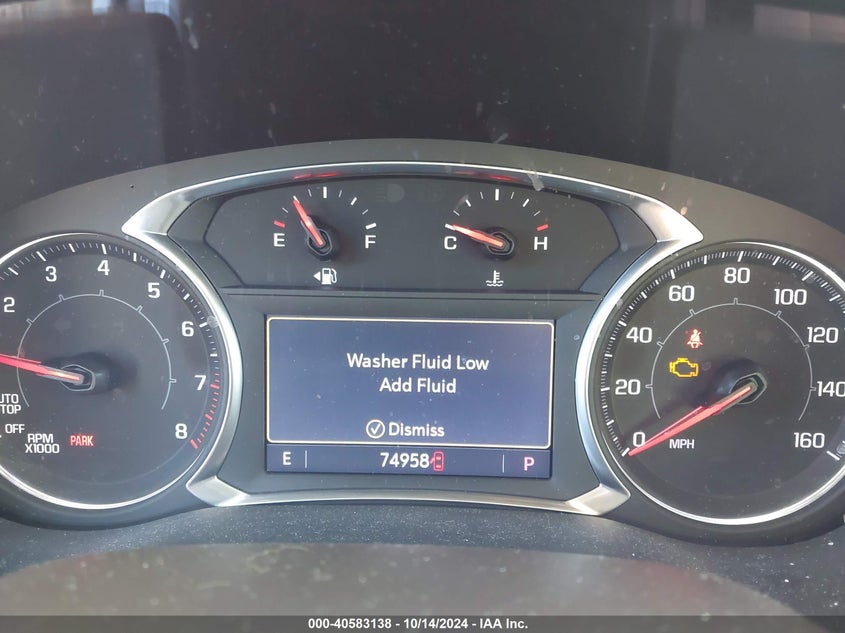 E F
C H
2 3 4 5 6 7 8
AUTO
STOP
OFF
RPM
X1000
PARK
Washer Fluid Low
Add Fluid
Dismiss
E 74958 P
0 20 40 60 80 100 120 140 160
MPH
000-40583138 - 10/14/2024 - IAA Inc.